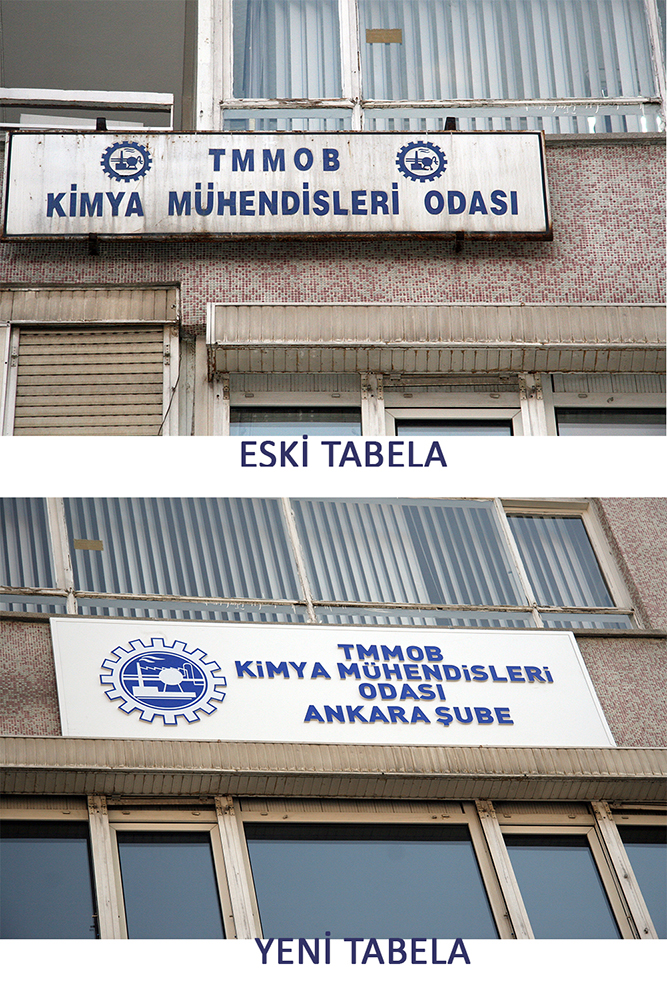 TMMOB
KİMYA MÜHENDİSLERİ ODASI
ESKİ TABELA
TMMOB
KİMYA MÜHENDİSLERİ
ODASI
ANKARA ŞUBE
YENİ TABELA